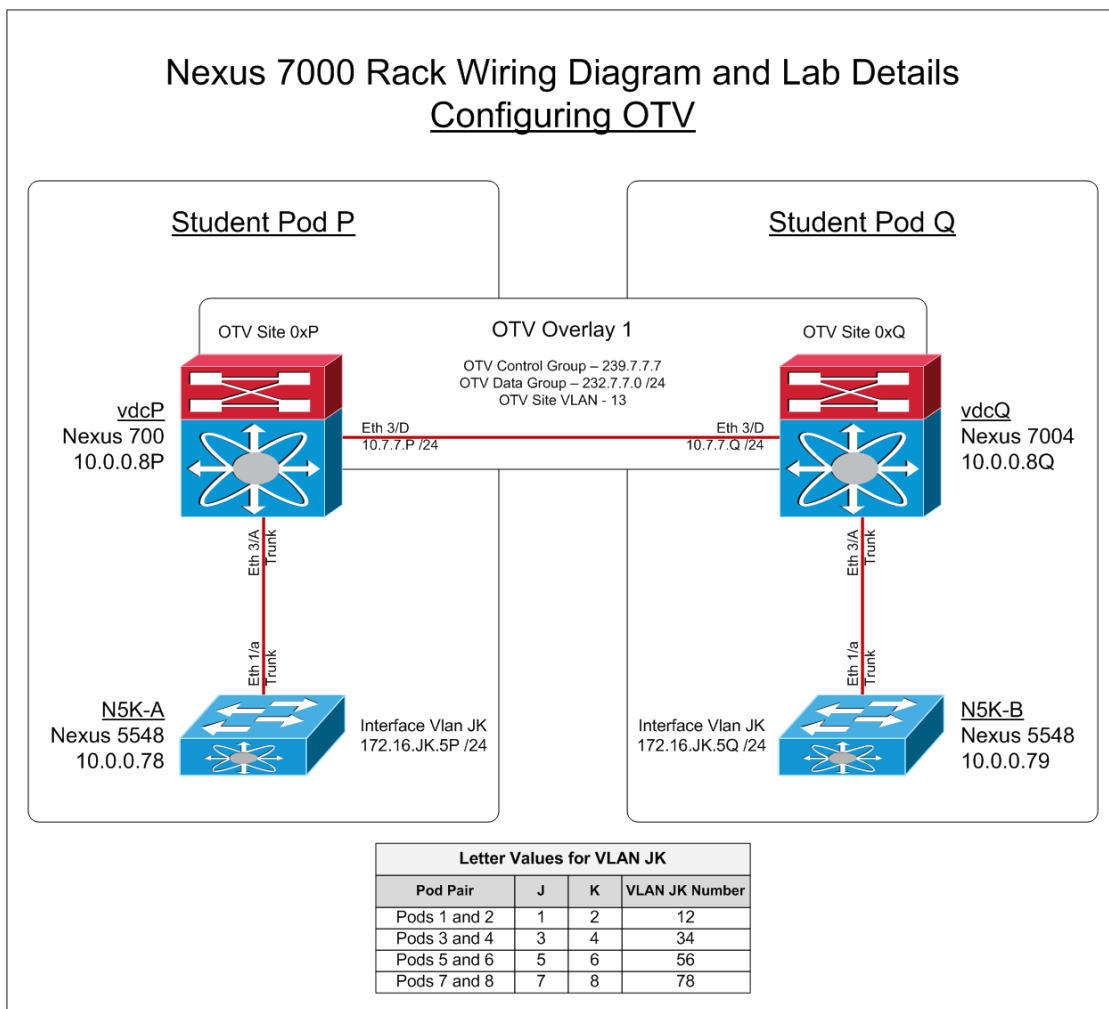 Nexus 7000 Rack Wiring Diagram and Lab Details
Configuring OTV
Student Pod P
Student Pod Q
OTV Site 0xP
OTV Overlay 1
OTV Site 0xQ
OTV Control Group – 239.7.7.7
OTV Data Group – 232.7.7.0 /24
OTV Site VLAN - 13
vdcP
Nexus 700
10.0.0.8P
Eth 3/D
10.7.7.P /24
Eth 3/D
10.7.7.Q /24
vdcQ
Nexus 7004
10.0.0.8Q
Eth 3/A
Trunk
Eth 3/A
Trunk
Eth 1/a
Trunk
Eth 1/a
Trunk
N5K-A
Nexus 5548
10.0.0.78
Interface Vlan JK
172.16.JK.5P /24
Interface Vlan JK
172.16.JK.5Q /24
N5K-B
Nexus 5548
10.0.0.79
Letter Values for VLAN JK
Pod Pair J K VLAN JK Number
Pods 1 and 2 1 2 12
Pods 3 and 4 3 4 34
Pods 5 and 6 5 6 56
Pods 7 and 8 7 8 78